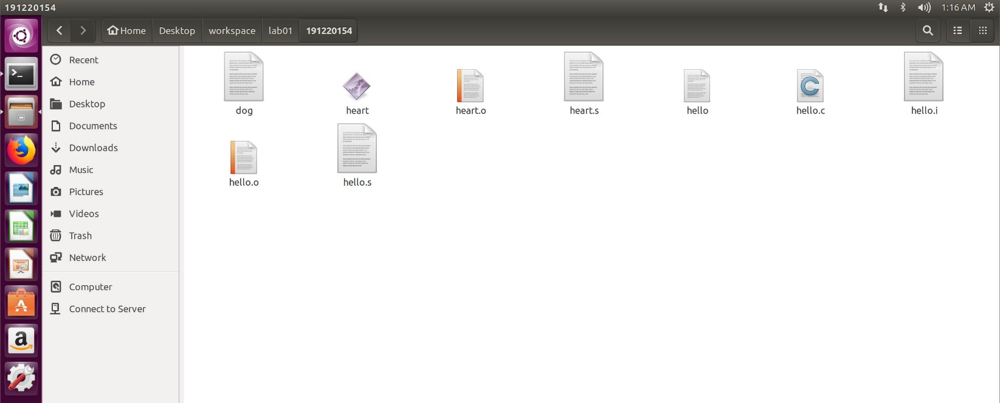 191220154
1:16 AM
Home Desktop workspace lab01 191220154
Recent
Home
Desktop
Documents
Downloads
Music
Pictures
Videos
Trash
Network
Computer
Connect to Server
dog heart heart.o heart.s hello hello.c hello.i
hello.o hello.s